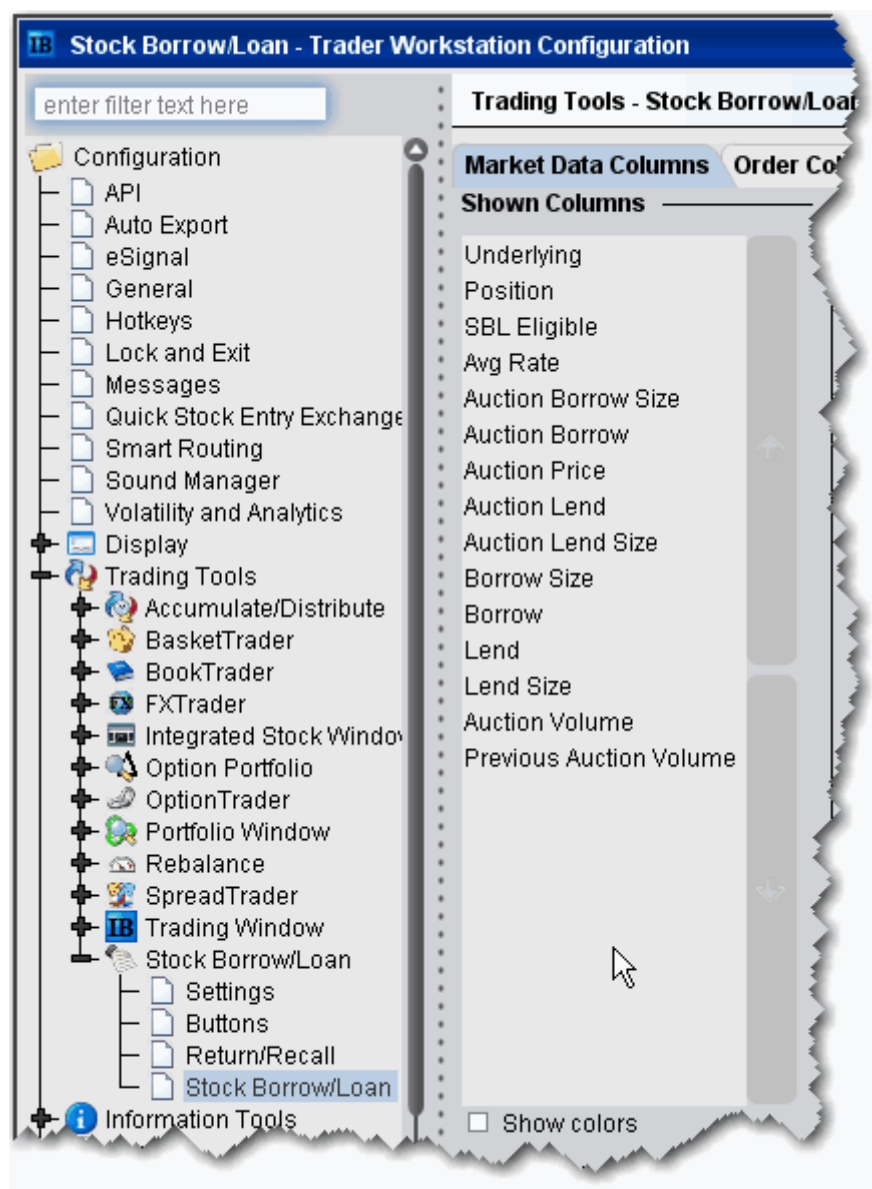 IB Stock Borrow/Loan - Trader Workstation Configuration
enter filter text here
Configuration
API
Auto Export
eSignal
General
Hotkeys
Lock and Exit
Messages
Quick Stock Entry Exchange
Smart Routing
Sound Manager
Volatility and Analytics
Display
Trading Tools
Accumulate/Distribute
BasketTrader
BookTrader
FX FXTrader
Integrated Stock Window
Option Portfolio
OptionTrader
Portfolio Window
Rebalance
SpreadTrader
IB Trading Window
Stock Borrow/Loan
Settings
Buttons
Return/Recall
Stock Borrow/Loan
Information Tools
Trading Tools - Stock Borrow/Loan
Market Data Columns
Order Col
Shown Columns
Underlying
Position
SBL Eligible
Avg Rate
Auction Borrow Size
Auction Borrow
Auction Price
Auction Lend
Auction Lend Size
Borrow Size
Borrow
Lend
Lend Size
Auction Volume
Previous Auction Volume
Show colors